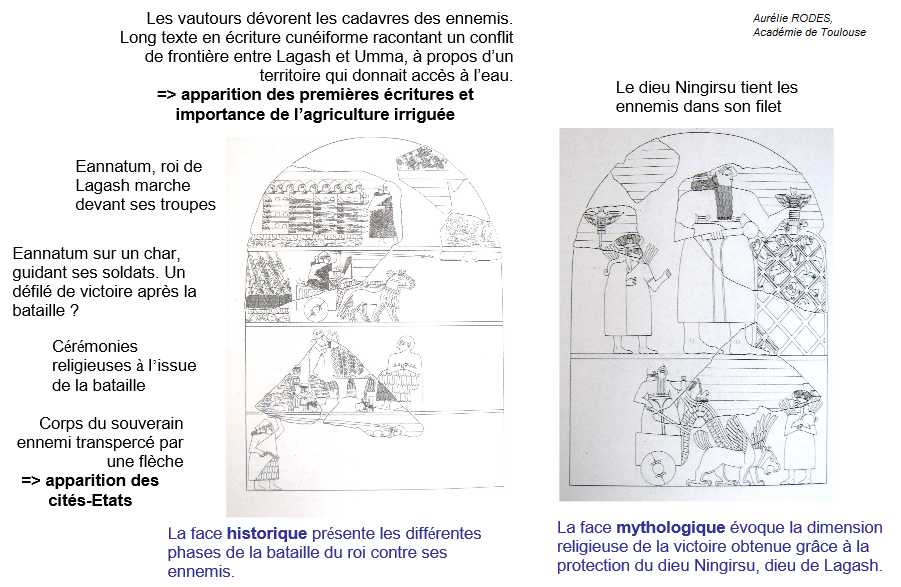 Les vautours dévorent les cadavres des ennemis.
Long texte en écriture cunéiforme racontant un conflit
de frontière entre Lagash et Umma, à propos d'un
territoire qui donnait accès à l'eau.
=> apparition des premières écritures et
importance de l'agriculture irriguée
Aurélie RODES,
Académie de Toulouse
Le dieu Ningirsu tient les
ennemis dans son filet
Eannatum, roi de
Lagash marche
devant ses troupes
Eannatum sur un char,
guidant ses soldats. Un
défilé de victoire après la
bataille ?
Cérémonies
religieuses à l'issue
de la bataille
Corps du souverain
ennemi transpercé par
une flèche
=> apparition des
cités-Etats
La face historique présente les différentes
phases de la bataille du roi contre ses
ennemis.
La face mythologique évoque la dimension
religieuse de la victoire obtenue grâce à la
protection du dieu Ningirsu, dieu de Lagash.